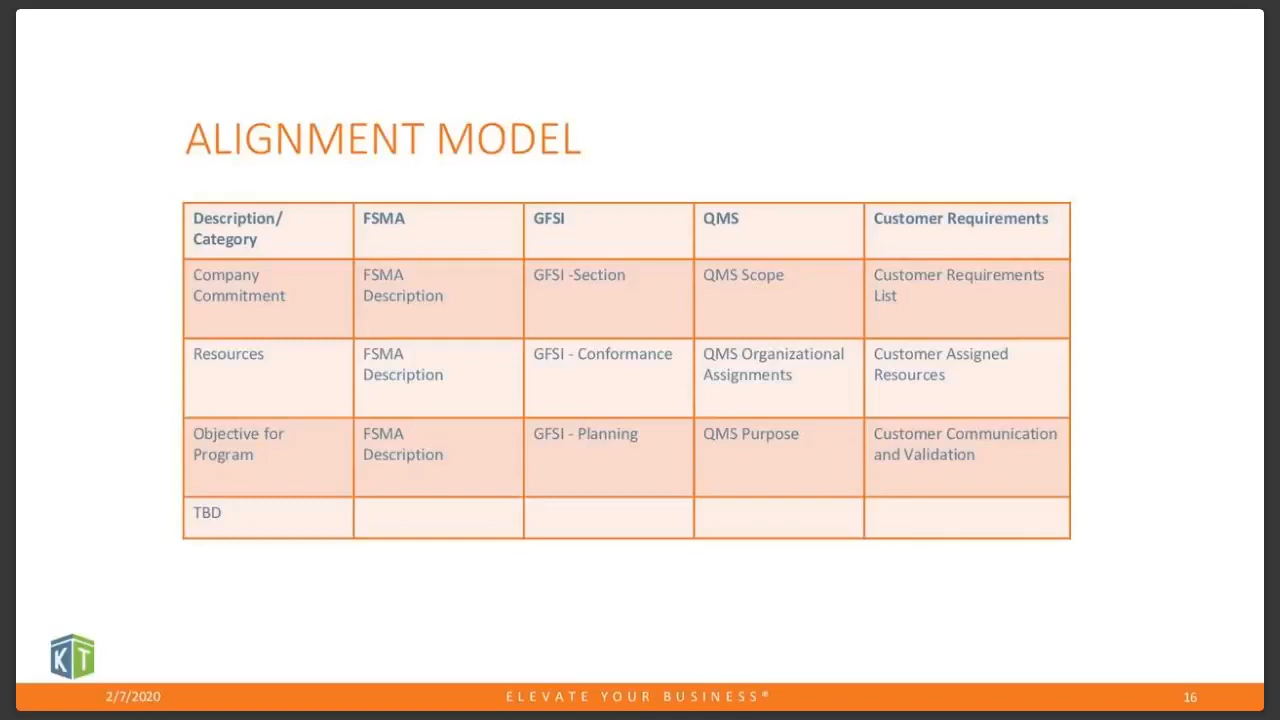 ALIGNMENT MODEL
Description/ Category
FSMA
GFSI
QMS
Customer Requirements
Company Commitment
FSMA Description
GFSI -Section
QMS Scope
Customer Requirements List
Resources
FSMA Description
GFSI - Conformance
QMS Organizational Assignments
Customer Assigned Resources
Objective for Program
FSMA Description
GFSI - Planning
QMS Purpose
Customer Communication and Validation
TBD
KT
2/7/2020
ELEVATE YOUR BUSINESS®
16